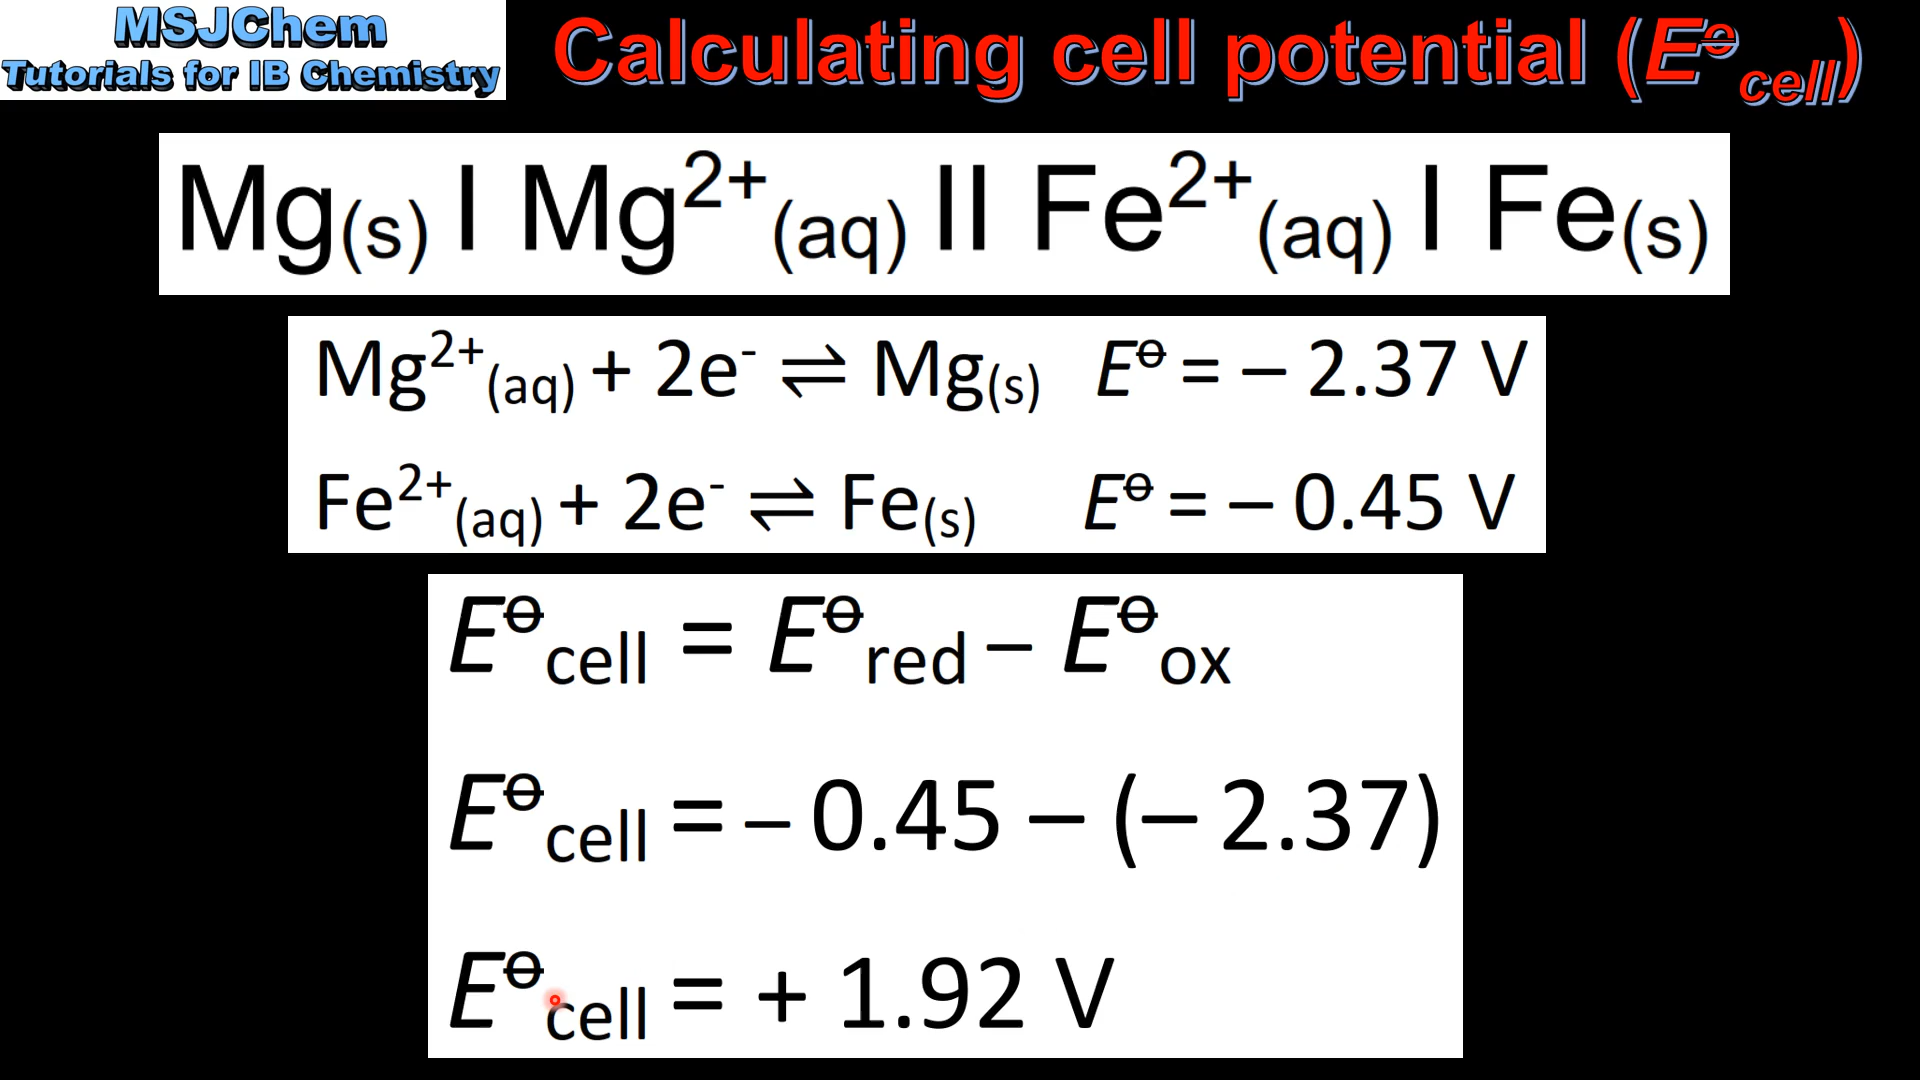 MSJChem
Tutorials for IB Chemistry
Calculating cell potential (E⦵cell)
Mg(s) I Mg²⁺(aq) II Fe²⁺(aq) I Fe(s)
Mg²⁺(aq) + 2e⁻ ⇌ Mg(s) E⦵ = – 2.37 V
Fe²⁺(aq) + 2e⁻ ⇌ Fe(s) E⦵ = – 0.45 V
E⦵cell = E⦵red – E⦵ox
E⦵cell = – 0.45 – (– 2.37)
E⦵cell = + 1.92 V